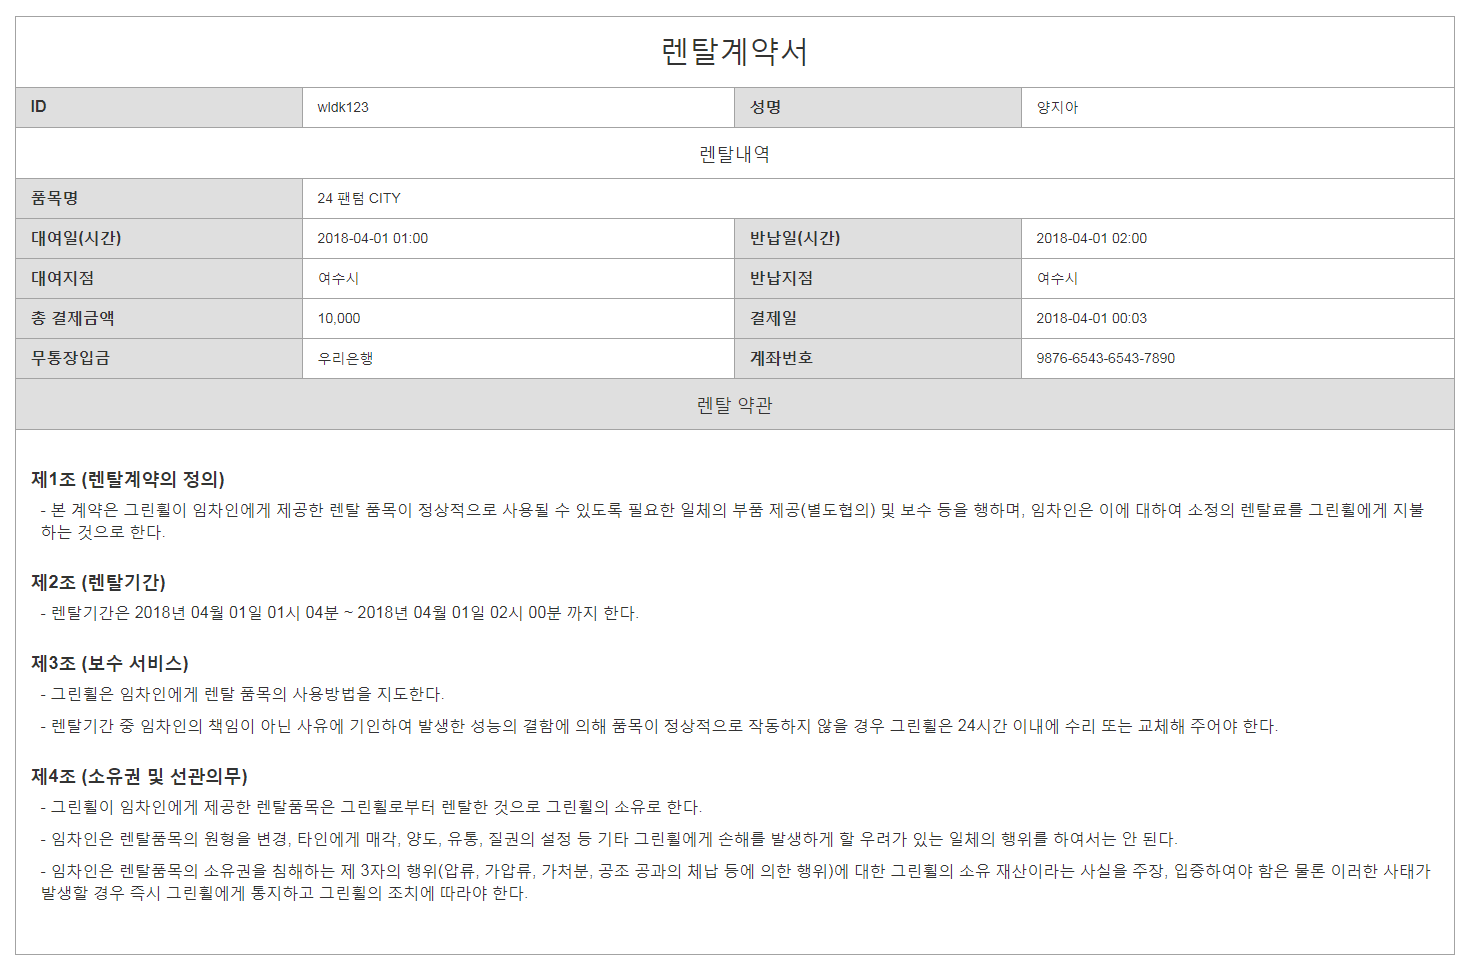 렌탈계약서
ID wldk123 성명 양지아
렌탈내역
품목명 24 팬텀 CITY
대여일(시간) 2018-04-01 01:00 반납일(시간) 2018-04-01 02:00
대여지점 여수시 반납지점 여수시
총 결제금액 10,000 결제일 2018-04-01 00:03
무통장입금 우리은행 계좌번호 9876-6543-6543-7890
렌탈 약관
제1조 (렌탈계약의 정의)
- 본 계약은 그린휠이 임차인에게 제공한 렌탈 품목이 정상적으로 사용될 수 있도록 필요한 일체의 부품 제공(별도협의) 및 보수 등을 행하며, 임차인은 이에 대하여 소정의 렌탈료를 그린휠에게 지불
하는 것으로 한다.
제2조 (렌탈기간)
- 렌탈기간은 2018년 04월 01일 01시 04분 ~ 2018년 04월 01일 02시 00분 까지 한다.
제3조 (보수 서비스)
- 그린휠은 임차인에게 렌탈 품목의 사용방법을 지도한다.
- 렌탈기간 중 임차인의 책임이 아닌 사유에 기인하여 발생한 성능의 결함에 의해 품목이 정상적으로 작동하지 않을 경우 그린휠은 24시간 이내에 수리 또는 교체해 주어야 한다.
제4조 (소유권 및 선관의무)
- 그린휠이 임차인에게 제공한 렌탈품목은 그린휠로부터 렌탈한 것으로 그린휠의 소유로 한다.
- 임차인은 렌탈품목의 원형을 변경, 타인에게 매각, 양도, 유통, 질권의 설정 등 기타 그린휠에게 손해를 발생하게 할 우려가 있는 일체의 행위를 하여서는 안 된다.
- 임차인은 렌탈품목의 소유권을 침해하는 제 3자의 행위(압류, 가압류, 가처분, 공조 공과의 체납 등에 의한 행위)에 대한 그린휠의 소유 재산이라는 사실을 주장, 입증하여야 함은 물론 이러한 사태가
발생할 경우 즉시 그린휠에게 통지하고 그린휠의 조치에 따라야 한다.